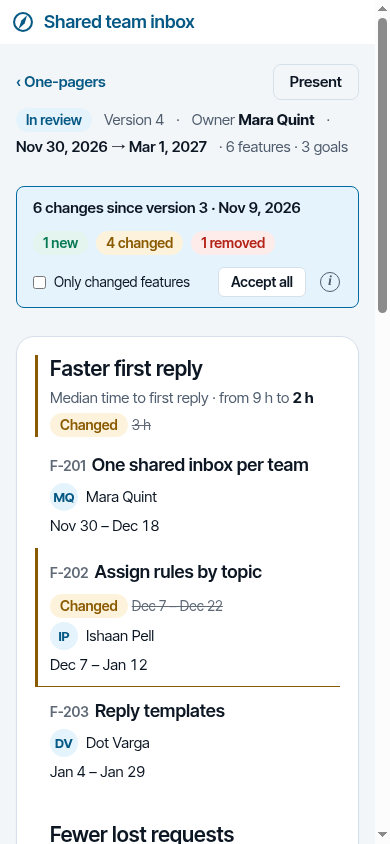 Shared team inbox
‹ One-pagers
Present
In review Version 4 · Owner Mara Quint ·
Nov 30, 2026 → Mar 1, 2027 · 6 features · 3 goals
6 changes since version 3 · Nov 9, 2026
1 new 4 changed 1 removed
Only changed features Accept all i
Faster first reply
Median time to first reply · from 9 h to 2 h
Changed 3 h
F-201 One shared inbox per team
MQ Mara Quint
Nov 30 – Dec 18
F-202 Assign rules by topic
Changed Dec 7 – Dec 22
IP Ishaan Pell
Dec 7 – Jan 12
F-203 Reply templates
DV Dot Varga
Jan 4 – Jan 29
Fewer lost requests